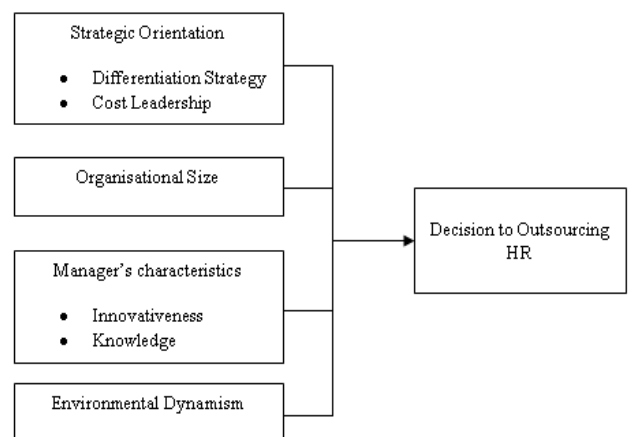 Strategic Orientation
● Differentiation Strategy
● Cost Leadership
Organisational Size
Manager's characteristics
● Innovativeness
● Knowledge
Environmental Dynamism
Decision to Outsourcing
HR